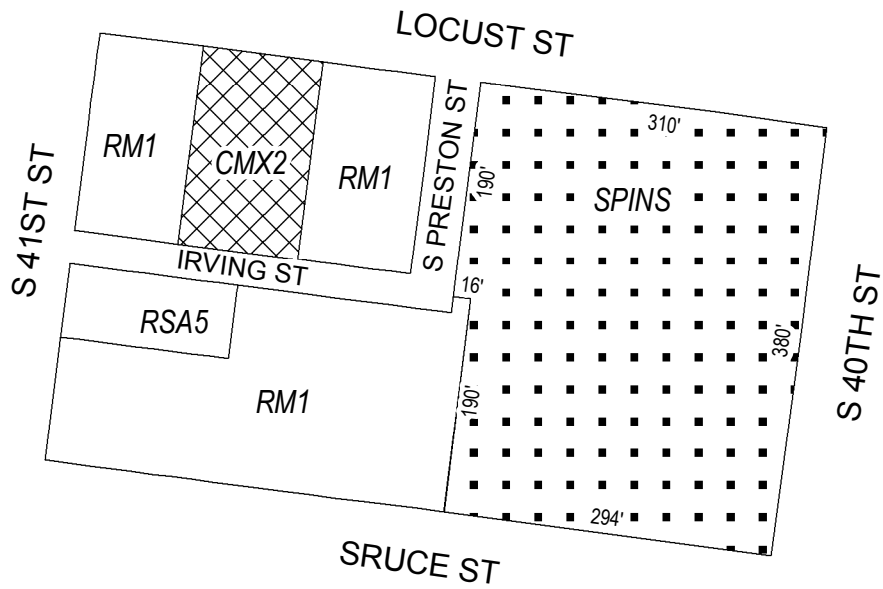 LOCUST ST
310'
RM1
CMX2
RM1
S PRESTON ST
190'
SPINS
S 41ST ST
IRVING ST
16'
S 40TH ST
380'
RSA5
RM1
190'
294'
SRUCE ST